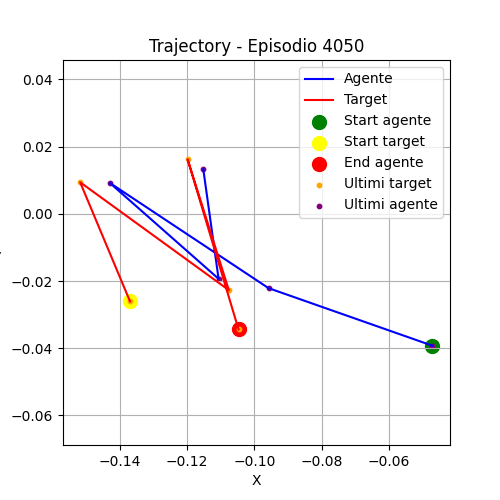 Trajectory - Episodio 4050
0.04
0.02
0.00
−0.02
−0.04
−0.06
Agente
Target
Start agente
Start target
End agente
Ultimi target
Ultimi agente
−0.14
−0.12
−0.10
−0.08
−0.06
X